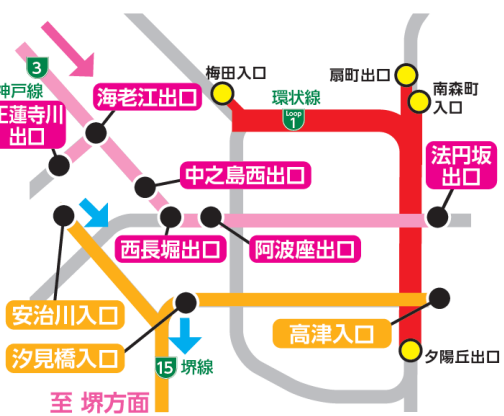 梅田入口
扇町出口
南森町
入口
3
神戸線
海老江出口
環状線
Loop
1
正蓮寺川
出口
中之島西出口
法円坂
出口
西長堀出口
阿波座出口
安治川入口
汐見橋入口
高津入口
15 堺線
夕陽丘出口
至 堺方面